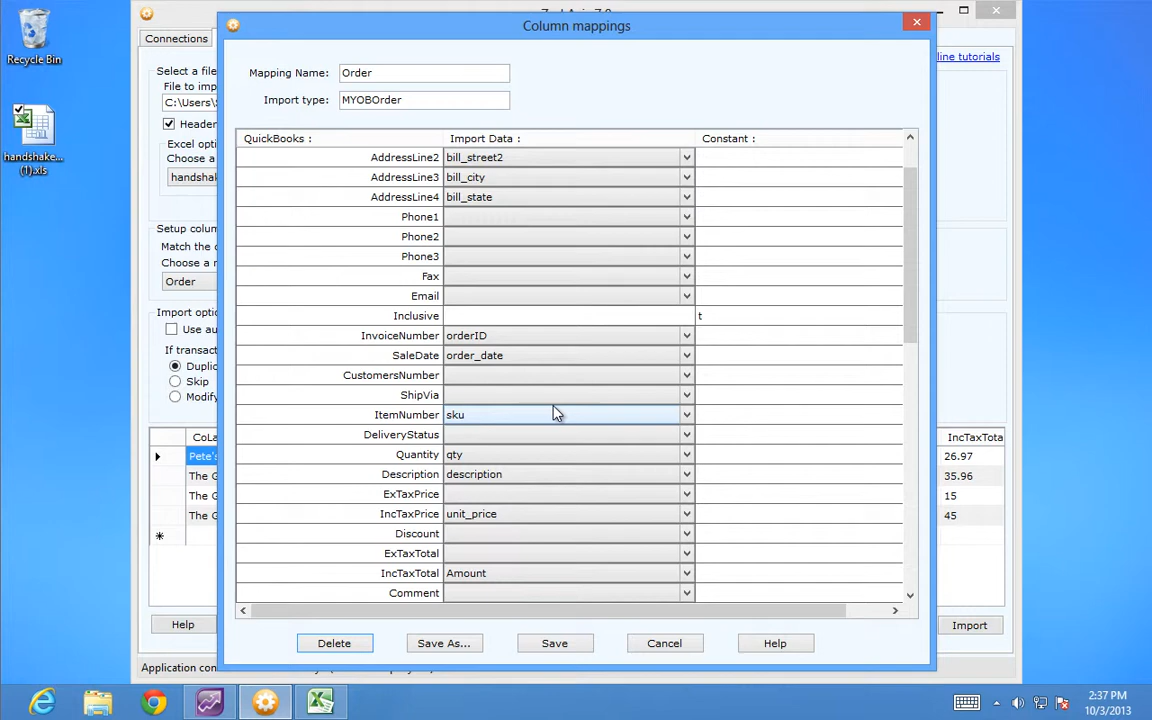 Recycle Bin
handshake...
(1).xls
Connections
line tutorials
Select a file
File to imp
C:\Users\S
Header
Excel optio
Choose a
handshak
Setup colum
Match the c
Choose a m
Order
Import optio
Use au
If transact
Duplic
Skip
Modify
CoLa
IncTaxTota
Pete's
26.97
The G
35.96
The G
15
The G
45
Help
Import
Application con
Column mappings
Mapping Name:
Order
Import type:
MYOBOrder
QuickBooks :
Import Data :
Constant :
AddressLine2
bill_street2
AddressLine3
bill_city
AddressLine4
bill_state
Phone1
Phone2
Phone3
Fax
Email
Inclusive
t
InvoiceNumber
orderID
SaleDate
order_date
CustomersNumber
ShipVia
ItemNumber
sku
DeliveryStatus
Quantity
qty
Description
description
ExTaxPrice
IncTaxPrice
unit_price
Discount
ExTaxTotal
IncTaxTotal
Amount
Comment
Delete
Save As...
Save
Cancel
Help
2:37 PM
10/3/2013